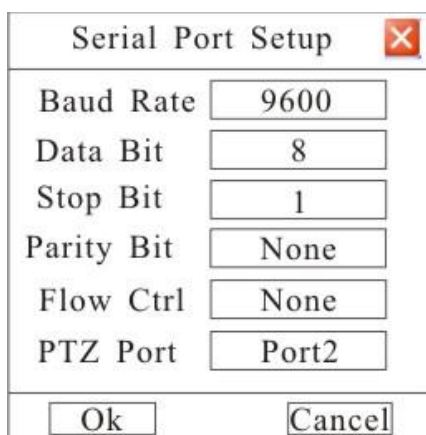 Serial Port Setup
Baud Rate 9600
Data Bit 8
Stop Bit 1
Parity Bit None
Flow Ctrl None
PTZ Port Port2
Ok Cancel